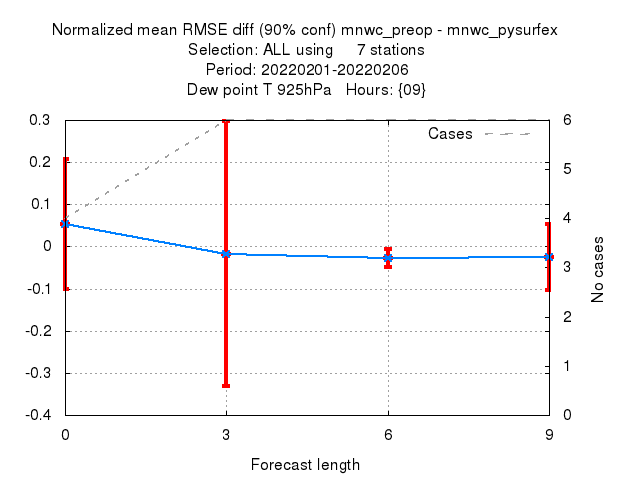 Normalized mean RMSE diff (90% conf) mnwc_preop - mnwc_pysurfex
Selection: ALL using 7 stations
Period: 20220201-20220206
Dew point T 925hPa Hours: {09}
Cases
0.3
0.2
0.1
0
-0.1
-0.2
-0.3
-0.4
6
5
4
3
2
1
0
No cases
0 3 6 9
Forecast length